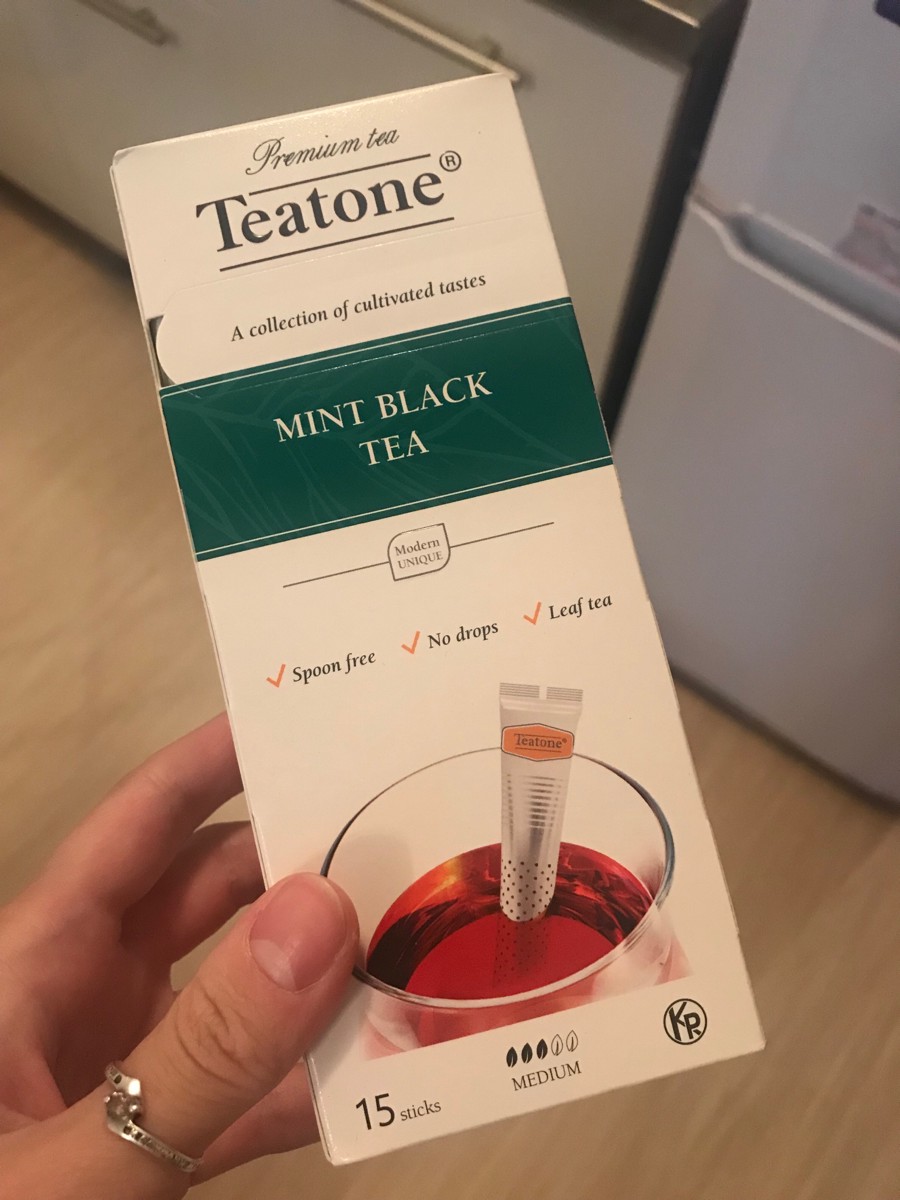 Premium tea
Teatone®
A collection of cultivated tastes
MINT BLACK
TEA
Modern
UNIQUE
Spoon free
No drops
Leaf tea
Teatone®
MEDIUM
KR
15 sticks